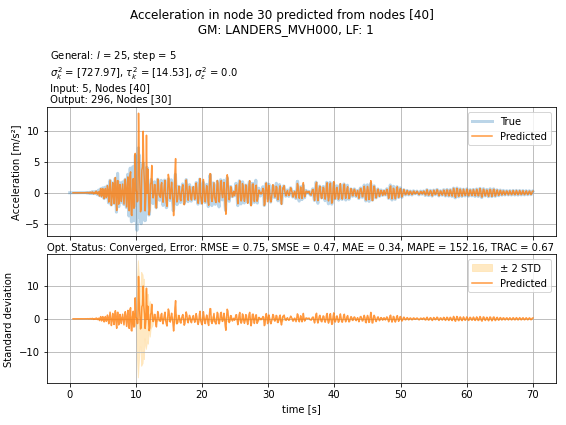 Acceleration in node 30 predicted from nodes [40]
GM: LANDERS_MVH000, LF: 1
General: l = 25, step = 5
σ²ₖ = [727.97], τ²ₖ = [14.53], σ²ε = 0.0
Input: 5, Nodes [40]
Output: 296, Nodes [30]
Acceleration [m/s²]
10
5
0
−5
True
Predicted
Opt. Status: Converged, Error: RMSE = 0.75, SMSE = 0.47, MAE = 0.34, MAPE = 152.16, TRAC = 0.67
Standard deviation
10
0
−10
± 2 STD
Predicted
0 10 20 30 40 50 60 70
time [s]